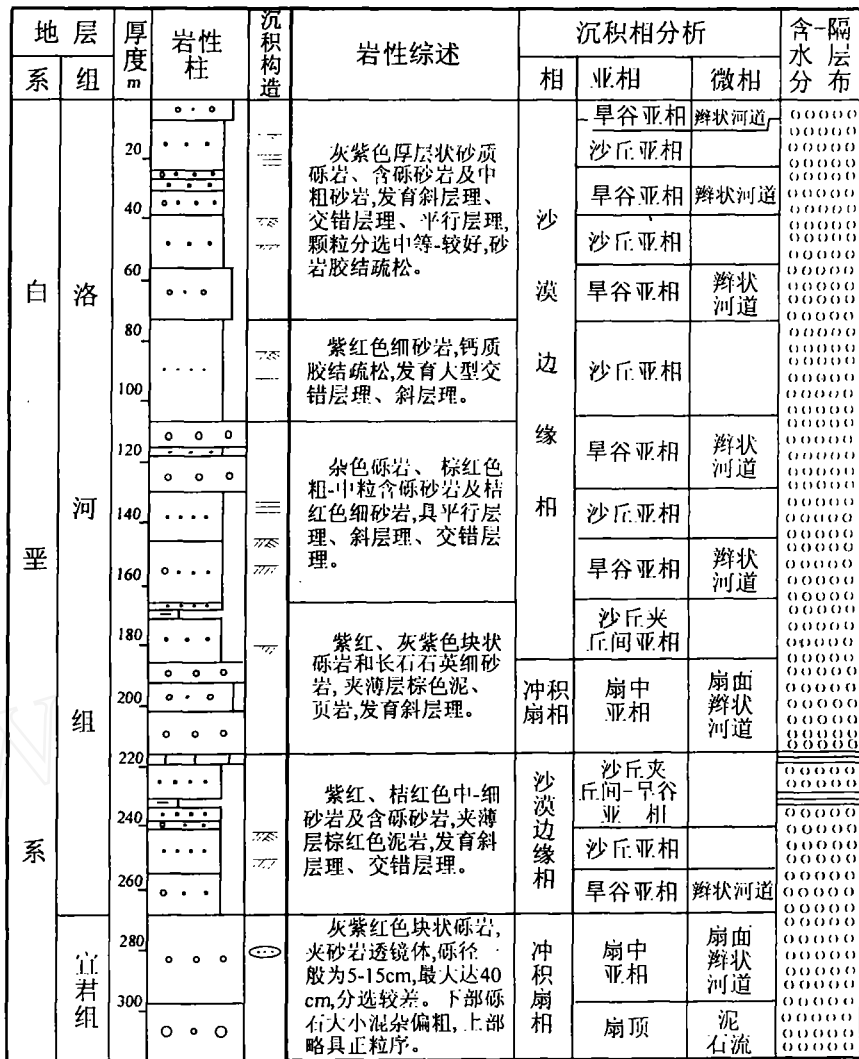 地 层
厚度 m
岩性柱
沉积构造
岩性综述
沉积相分析
含-隔水层分布
系
组
相
亚相
微相
白垩系
洛河组
宜君组
20
40
60
80
100
120
140
160
180
200
220
240
260
280
300
灰紫色厚层状砂质
砾岩、含砾砂岩及中
粗砂岩,发育斜层理、
交错层理、平行层理,
颗粒分选中等-较好,砂
岩胶结疏松。
紫红色细砂岩,钙质
胶结疏松,发育大型交
错层理、斜层理。
杂色砾岩、棕红色
粗-中粒含砾砂岩及桔
红色细砂岩,具平行层
理、斜层理、交错层
理。
紫红、灰紫色块状
砾岩和长石石英细砂
岩,夹薄层棕色泥、
页岩,发育斜层理。
紫红、桔红色中-细
砂岩及含砾砂岩,夹薄
层棕红色泥岩,发育斜
层理、交错层理。
灰紫红色块状砾岩,
夹砂岩透镜体,砾径一
般为5-15cm,最大达40
cm,分选较差。下部砾
石大小混杂偏粗,上部
略具正粒序。
沙漠边缘相
冲积
扇相
沙漠边缘相
冲积扇相
旱谷亚相 辫状河道
沙丘亚相
旱谷亚相 辫状河道
沙丘亚相
旱谷亚相
辫状
河道
沙丘亚相
旱谷亚相
辫状
河道
沙丘亚相
旱谷亚相
辫状
河道
沙丘夹
丘间亚相
扇中
亚相
扇面
辫状
河道
沙丘夹
丘间-旱谷
亚 相
沙丘亚相
旱谷亚相 辫状河道
扇中
亚相
扇面
辫状
河道
扇顶
泥
石流